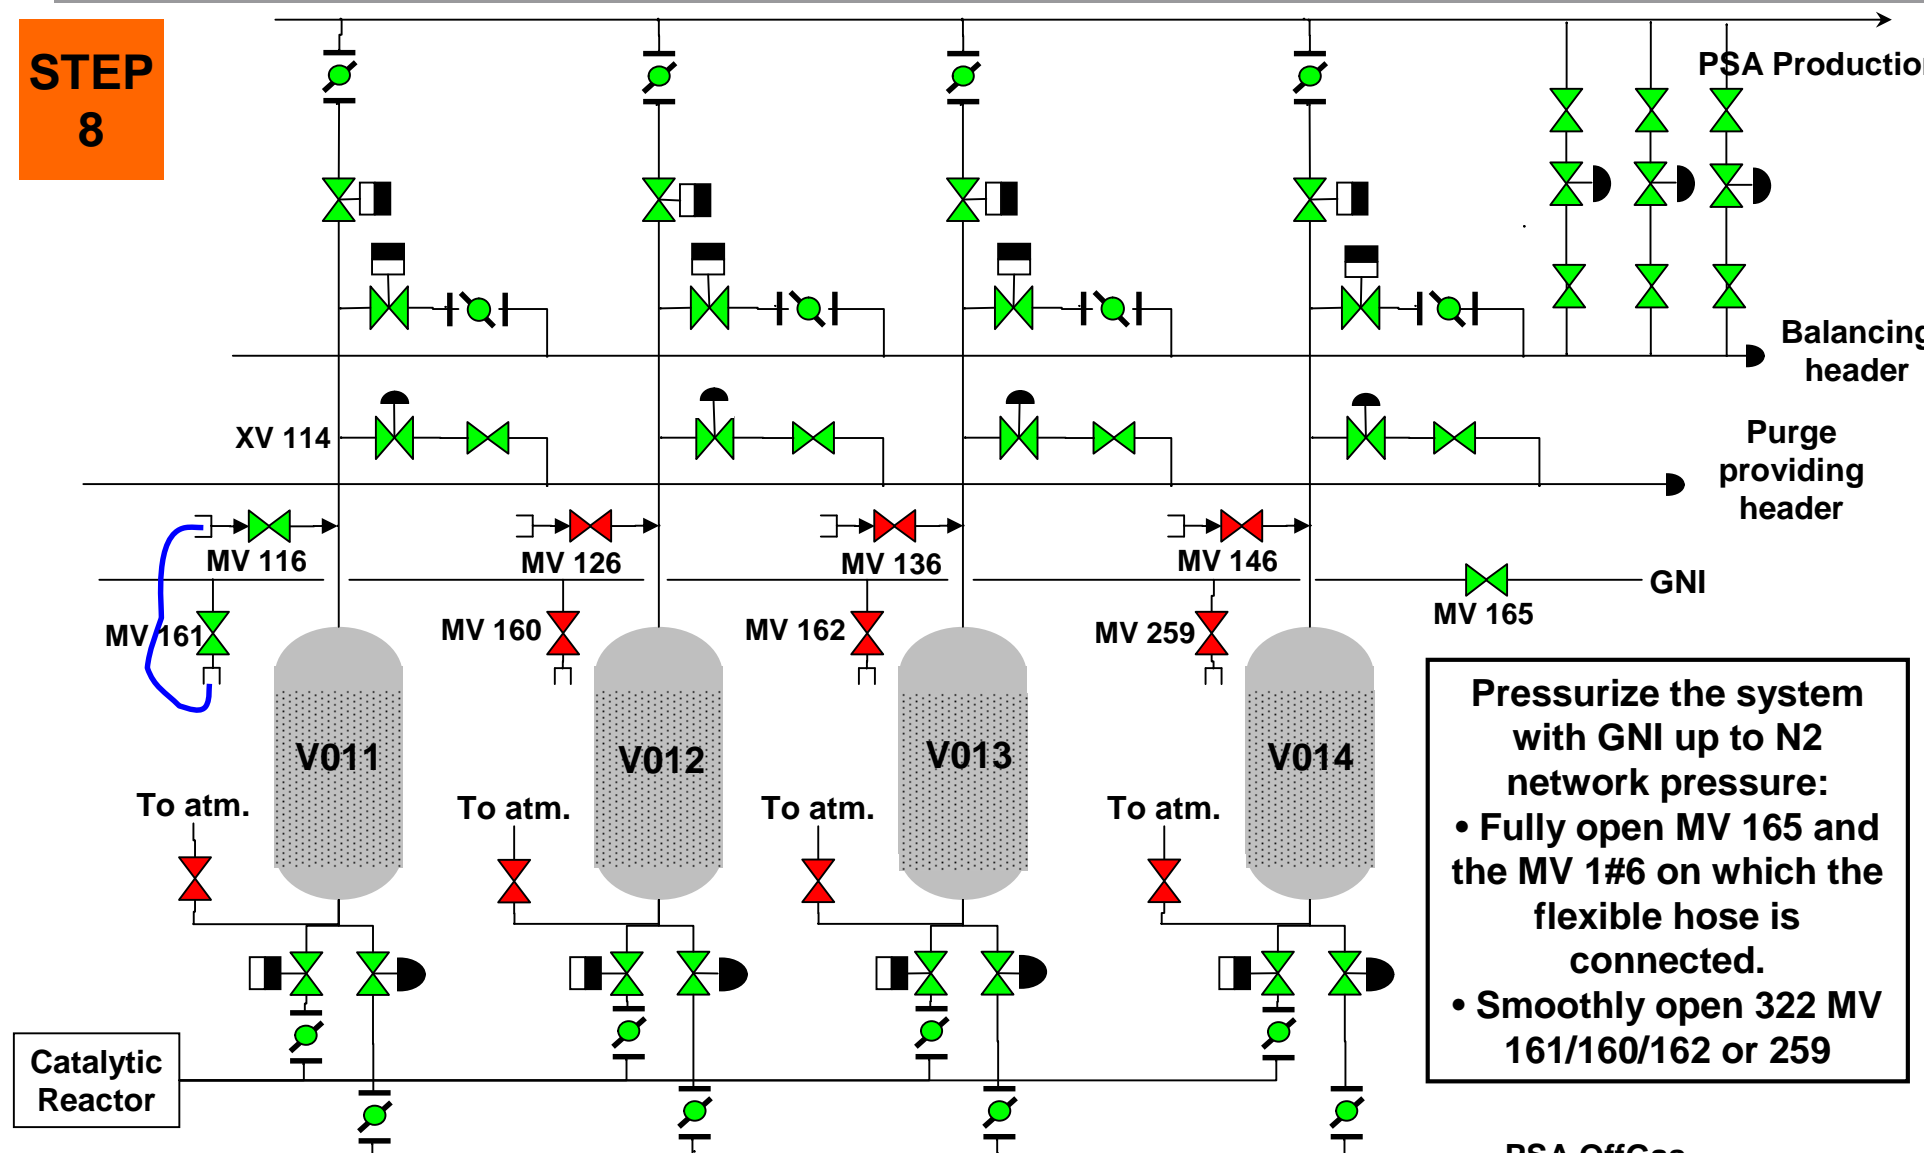 STEP
8
PSA Production
Balancing
header
XV 114
Purge
providing
header
MV 116
MV 126
MV 136
MV 146
GNI
MV 165
MV 161
MV 160
MV 162
MV 259
V011
V012
V013
V014
To atm.
To atm.
To atm.
To atm.
Pressurize the system
with GNI up to N2
network pressure:
• Fully open MV 165 and
the MV 1#6 on which the
flexible hose is
connected.
• Smoothly open 322 MV
161/160/162 or 259
Catalytic
Reactor
PSA OffGas